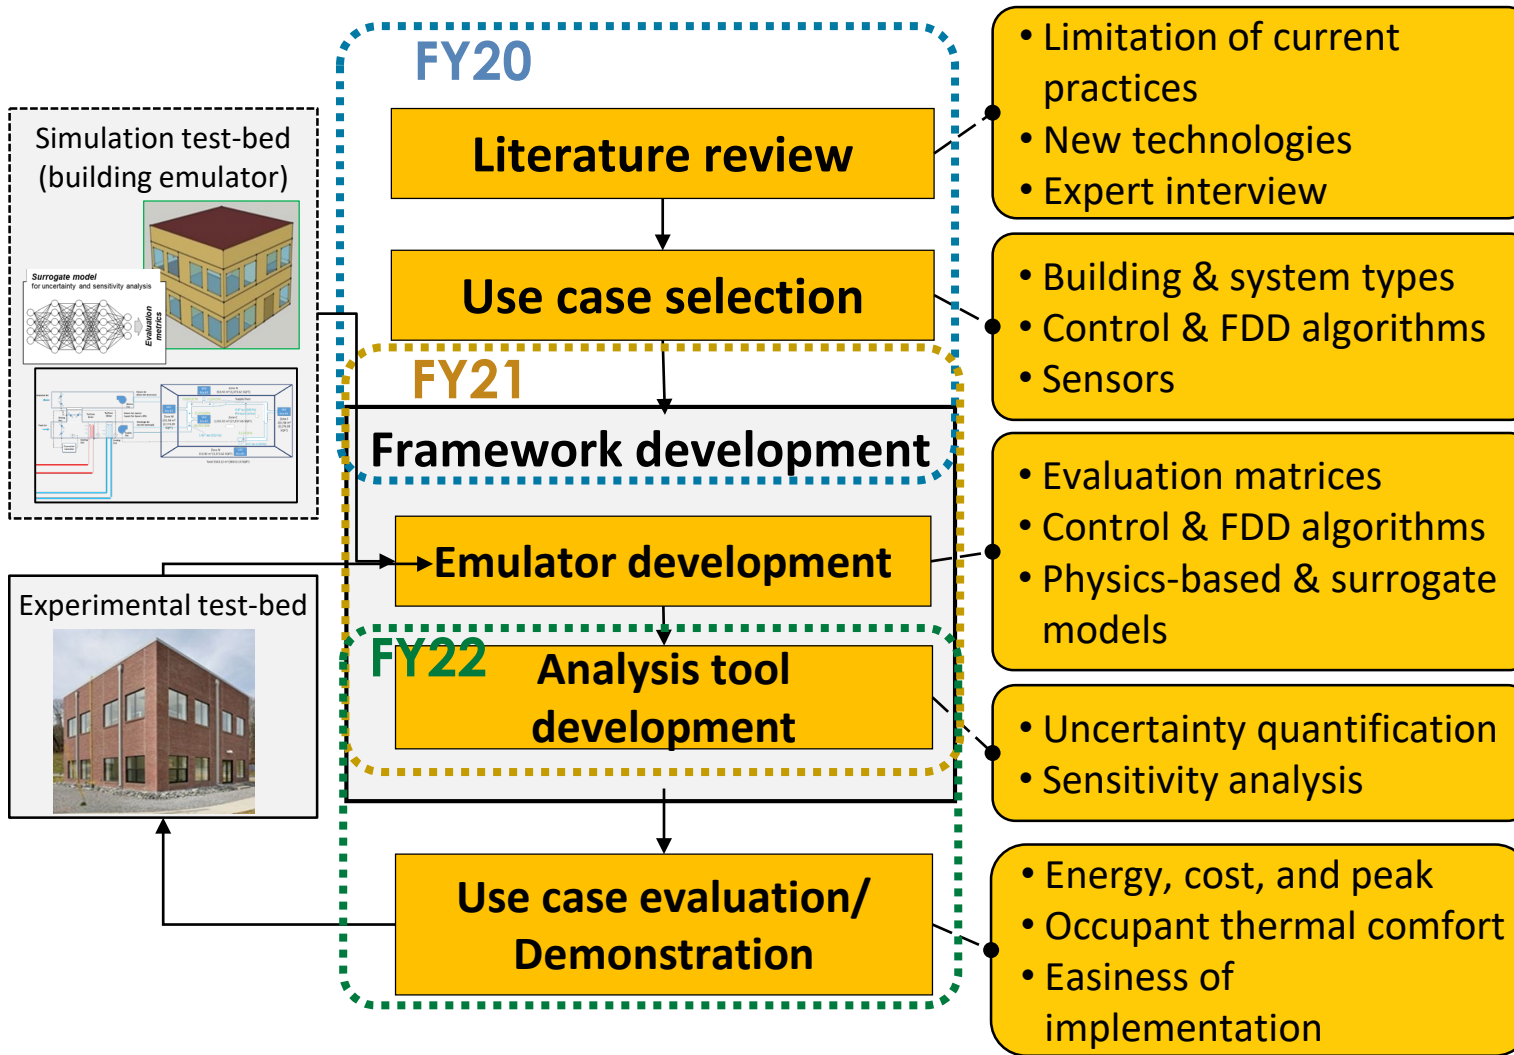 FY20
Literature review
Use case selection
FY21
Framework development
Emulator development
FY22
Analysis tool
development
Use case evaluation/
Demonstration
Simulation test-bed
(building emulator)
Surrogate model
for uncertainty and sensitivity analysis
Evaluation
metrics
Experimental test-bed
• Limitation of current
practices
• New technologies
• Expert interview
• Building & system types
• Control & FDD algorithms
• Sensors
• Evaluation matrices
• Control & FDD algorithms
• Physics-based & surrogate
models
• Uncertainty quantification
• Sensitivity analysis
• Energy, cost, and peak
• Occupant thermal comfort
• Easiness of
implementation